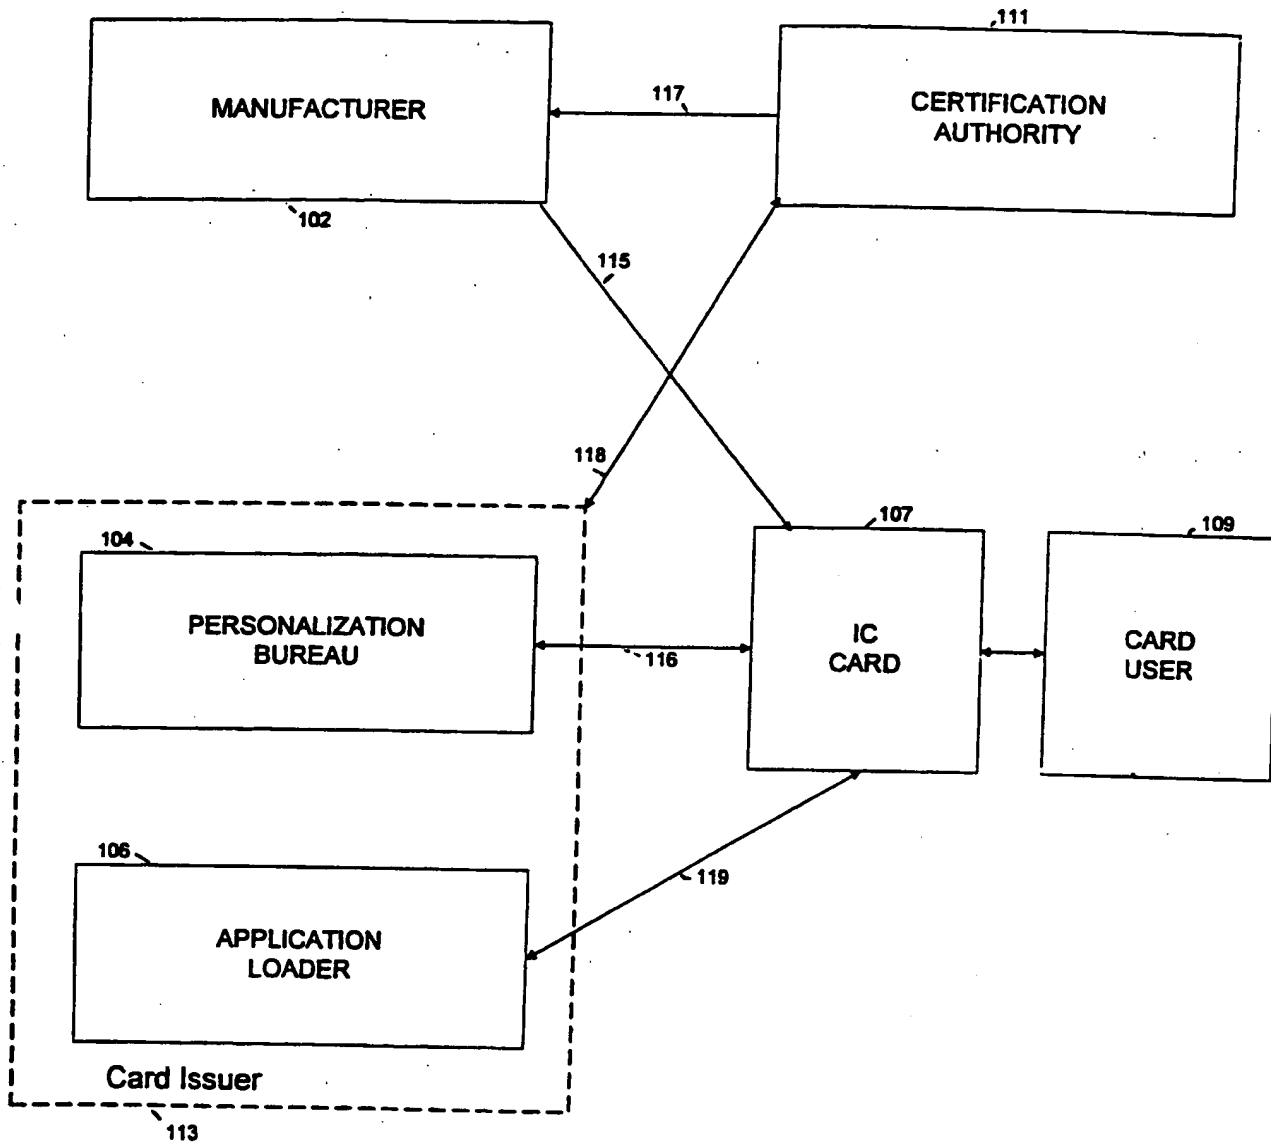 111
MANUFACTURER
117
CERTIFICATION
AUTHORITY
102
115
118
107
109
104
PERSONALIZATION
BUREAU
116
IC
CARD
CARD
USER
106
119
APPLICATION
LOADER
Card Issuer
113